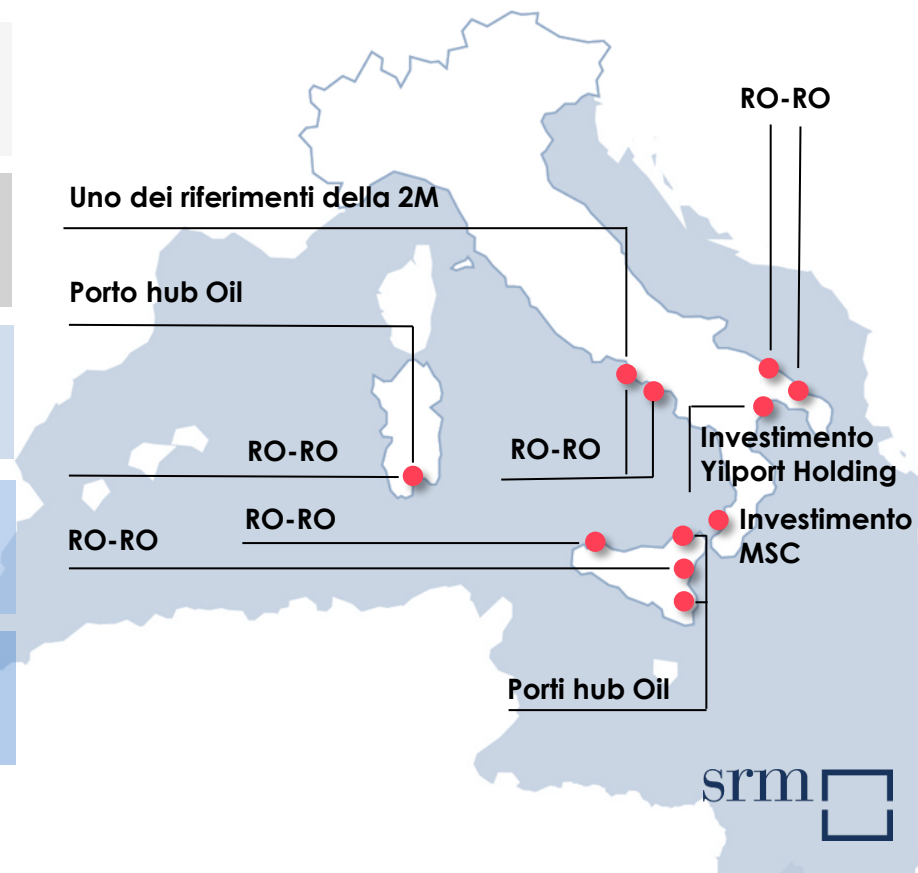 RO-RO
Uno dei riferimenti della 2M
Porto hub Oil
RO-RO
RO-RO
Investimento
Yilport Holding
RO-RO
RO-RO
Investimento
MSC
Porti hub Oil
srm